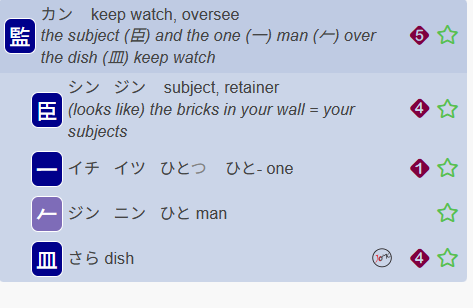 監 カン keep watch, oversee 5
the subject (臣) and the one (一) man (𠂉) over
the dish (皿) keep watch
臣 シン ジン subject, retainer 4
(looks like) the bricks in your wall = your
subjects
一 イチ イツ ひとつ ひと- one 1
𠂉 ジン ニン ひと man
皿 さら dish 4